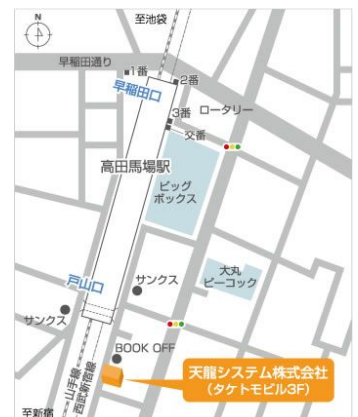 至池袋
N
早稲田通り
1番
2番
早稲田口
3番
ロータリー
交番
高田馬場駅
ビッグ
ボックス
戸山口
サンクス
大丸
ピーコック
サンクス
BOOK OFF
天龍システム株式会社
(タケトモビル3F)
山手線
西武新宿線
至新宿